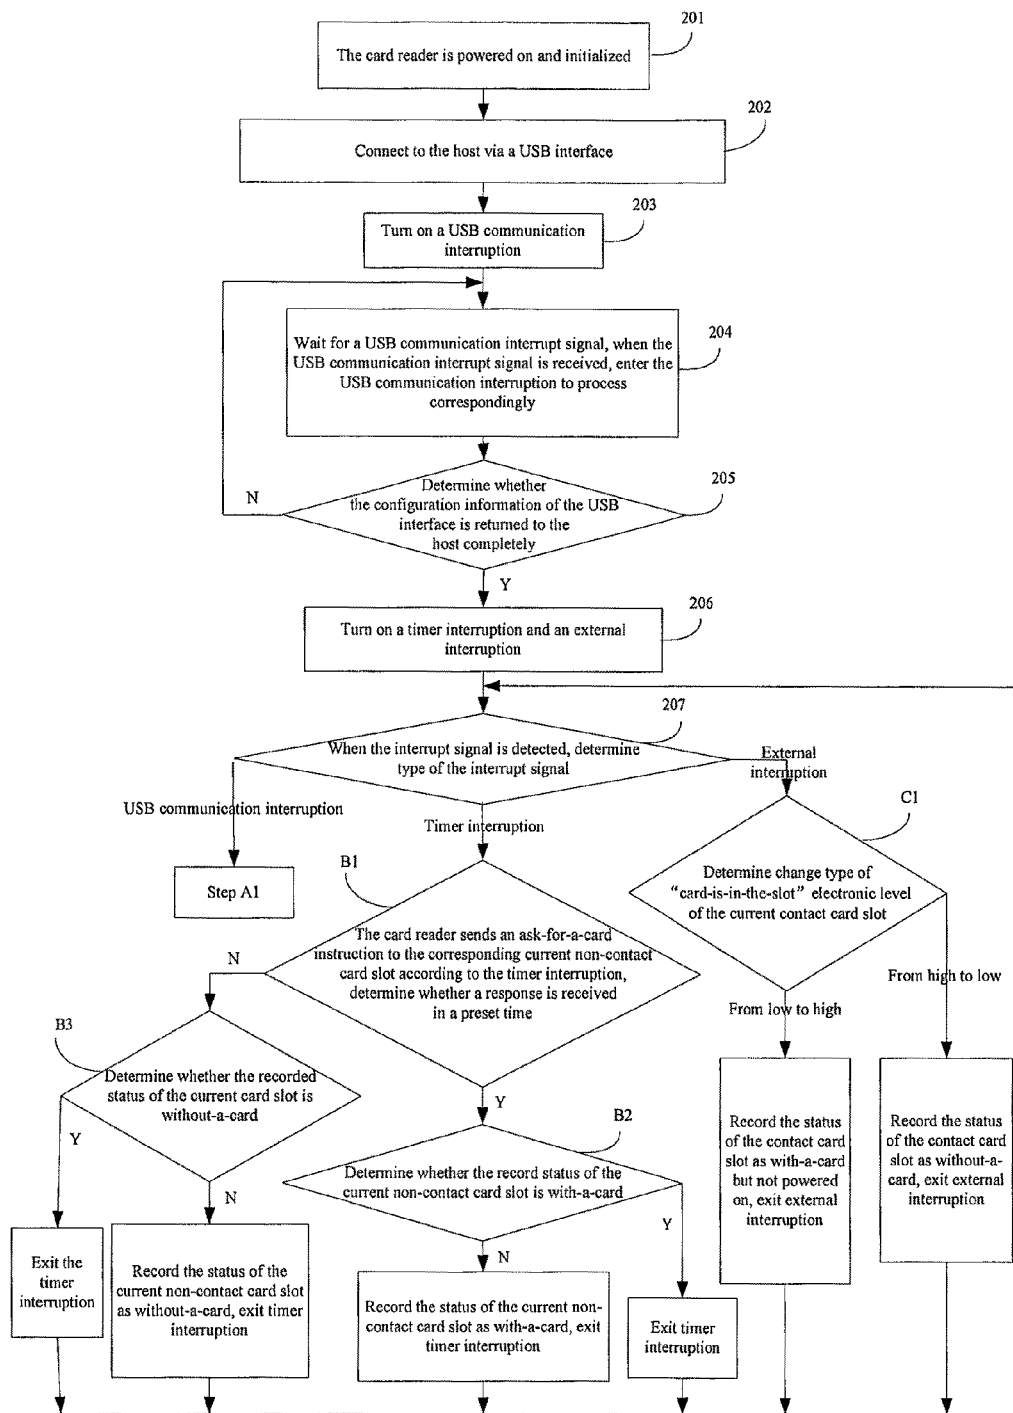 201
The card reader is powered on and initialized
202
Connect to the host via a USB interface
203
Turn on a USB communication
interruption
204
Wait for a USB communication interrupt signal, when the
USB communication interrupt signal is received, enter the
USB communication interruption to process
correspondingly
205
Determine whether
the configuration information of the USB
interface is returned to the
host completely
N
Y
206
Turn on a timer interruption and an external
interruption
207
When the interrupt signal is detected, determine
type of the interrupt signal
USB communication interruption
Timer interruption
External
interruption
Step A1
B1
The card reader sends an ask-for-a-card
instruction to the corresponding current non-contact
card slot according to the timer interruption,
determine whether a response is received
in a preset time
N
Y
C1
Determine change type of
“card-is-in-the-slot” electronic level
of the current contact card slot
From low to high
From high to low
B3
Determine whether the recorded
status of the current card slot is
without-a-card
Y
N
B2
Determine whether the record status of the
current non-contact card slot is with-a-card
N
Y
Exit the
timer
interruption
Record the status of the
current non-contact card slot
as without-a-card, exit timer
interruption
Record the status of the current non-
contact card slot as with-a-card, exit
timer interruption
Exit timer
interruption
Record the status
of the contact card
slot as with-a-card
but not powered
on, exit external
interruption
Record the status
of the contact card
slot as without-a-
card, exit external
interruption